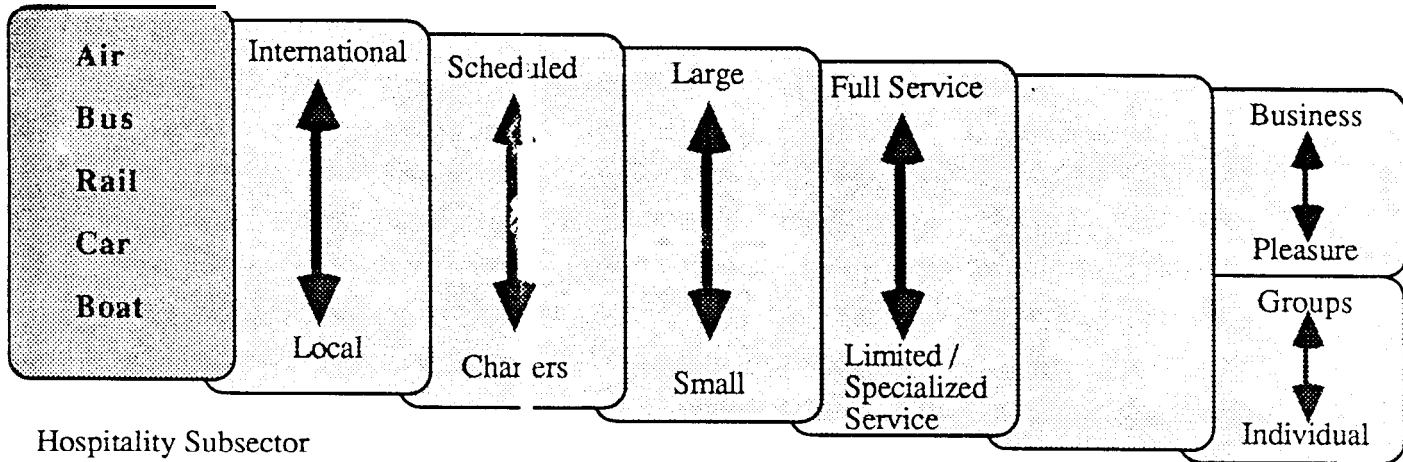 Air
Bus
Rail
Car
Boat
International
Local
Scheduled
Charters
Large
Small
Full Service
Limited /
Specialized
Service
Business
Pleasure
Groups
Individual
Hospitality Subsector